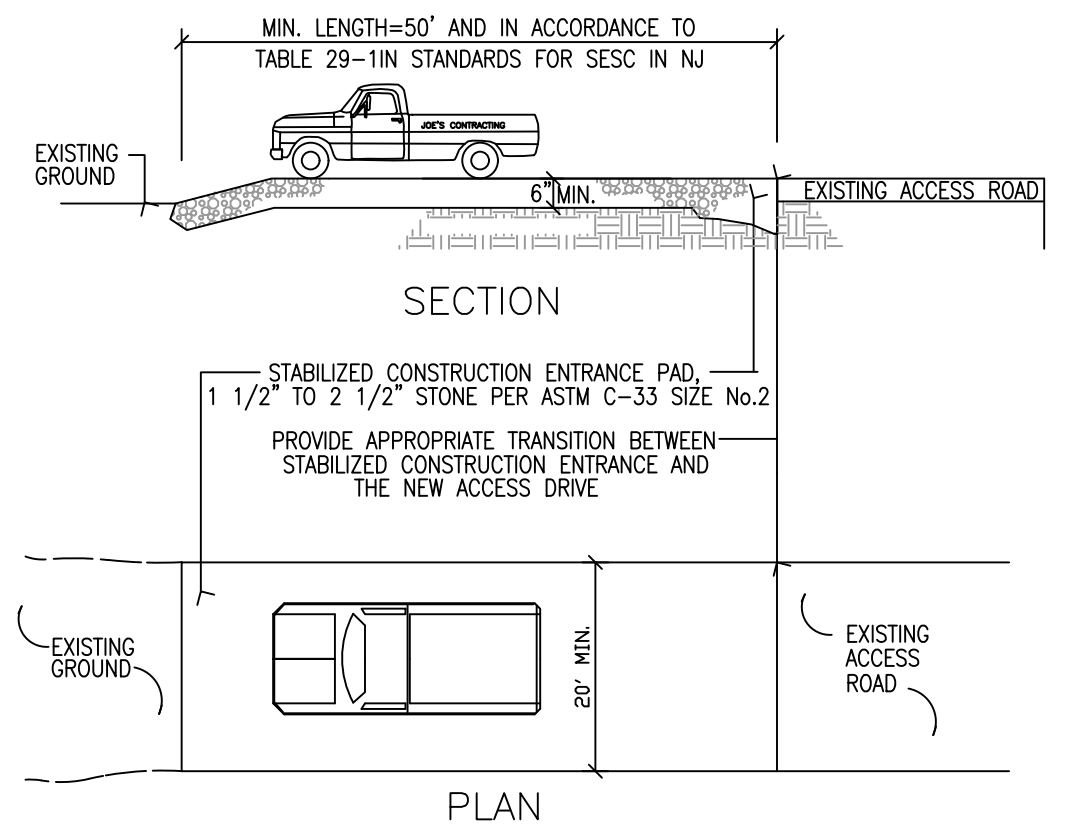 MIN. LENGTH=50' AND IN ACCORDANCE TO
TABLE 29-1IN STANDARDS FOR SESC IN NJ
JOE'S CONTRACTING
EXISTING
GROUND
6" MIN.
EXISTING ACCESS ROAD
SECTION
STABILIZED CONSTRUCTION ENTRANCE PAD,
1 1/2" TO 2 1/2" STONE PER ASTM C-33 SIZE No.2
PROVIDE APPROPRIATE TRANSITION BETWEEN
STABILIZED CONSTRUCTION ENTRANCE AND
THE NEW ACCESS DRIVE
EXISTING
GROUND
20' MIN.
EXISTING
ACCESS
ROAD
PLAN